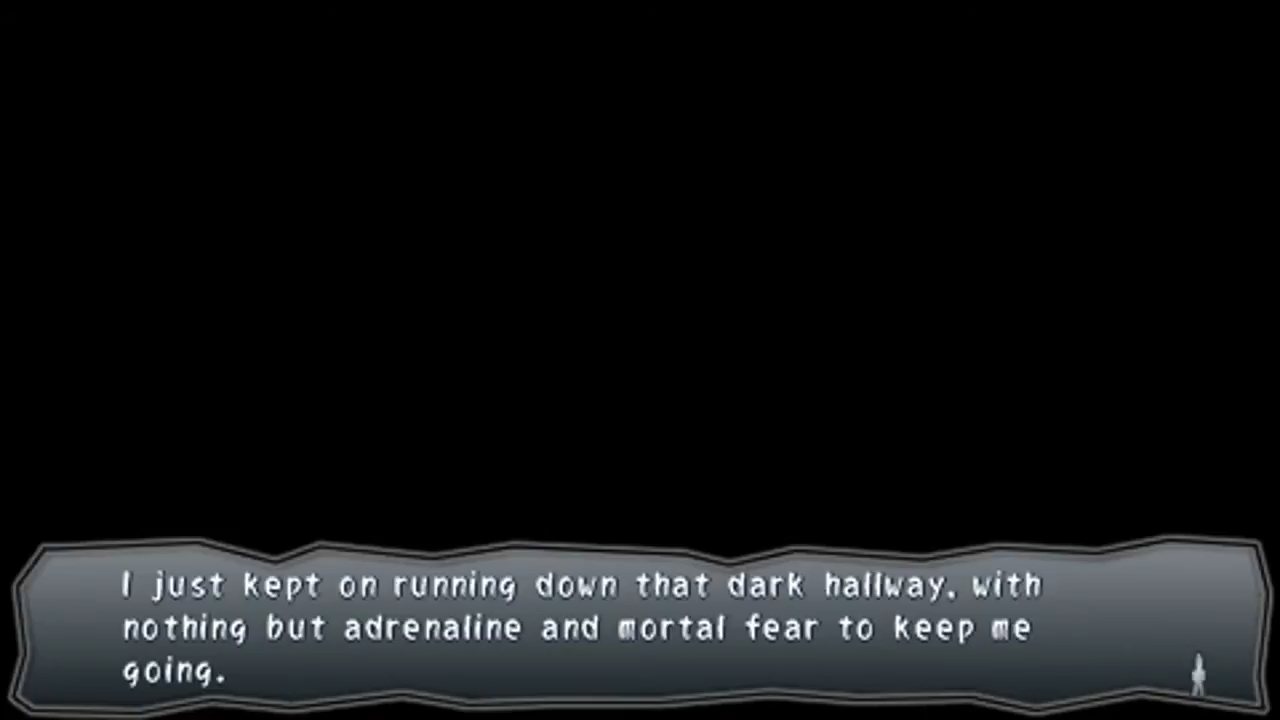 I just kept on running down that dark hallway, with
nothing but adrenaline and mortal fear to keep me
going.